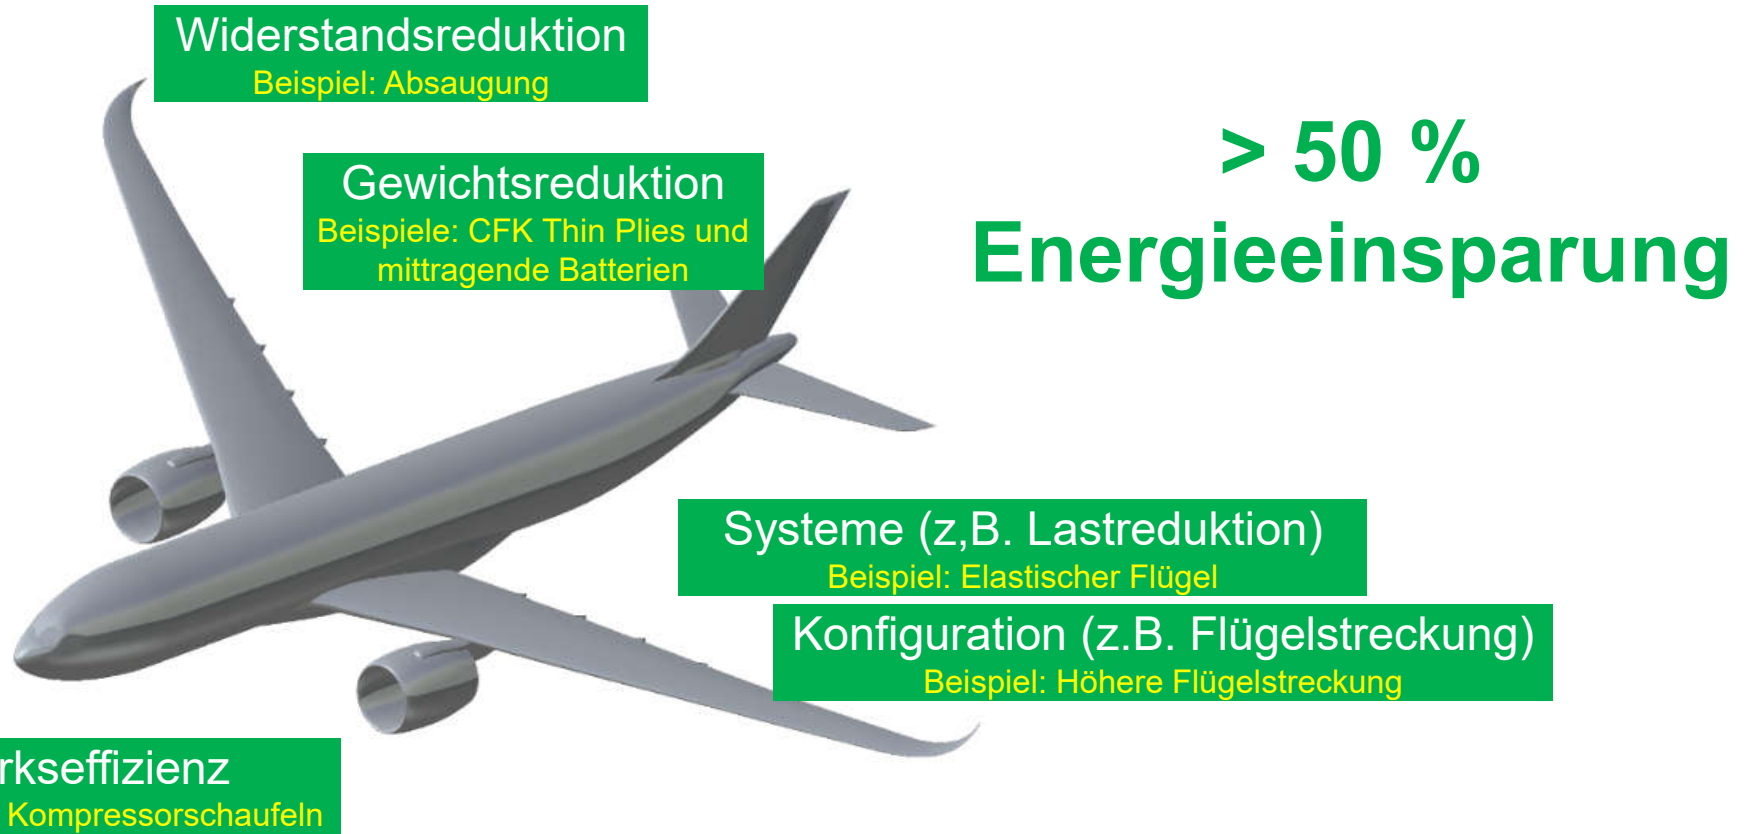 Widerstandsreduktion
Beispiel: Absaugung
> 50 %
Energieeinsparung
Gewichtsreduktion
Beispiele: CFK Thin Plies und
mittragende Batterien
Systeme (z,B. Lastreduktion)
Beispiel: Elastischer Flügel
Konfiguration (z.B. Flügelstreckung)
Beispiel: Höhere Flügelstreckung
rkseffizienz
Kompressorschaufeln